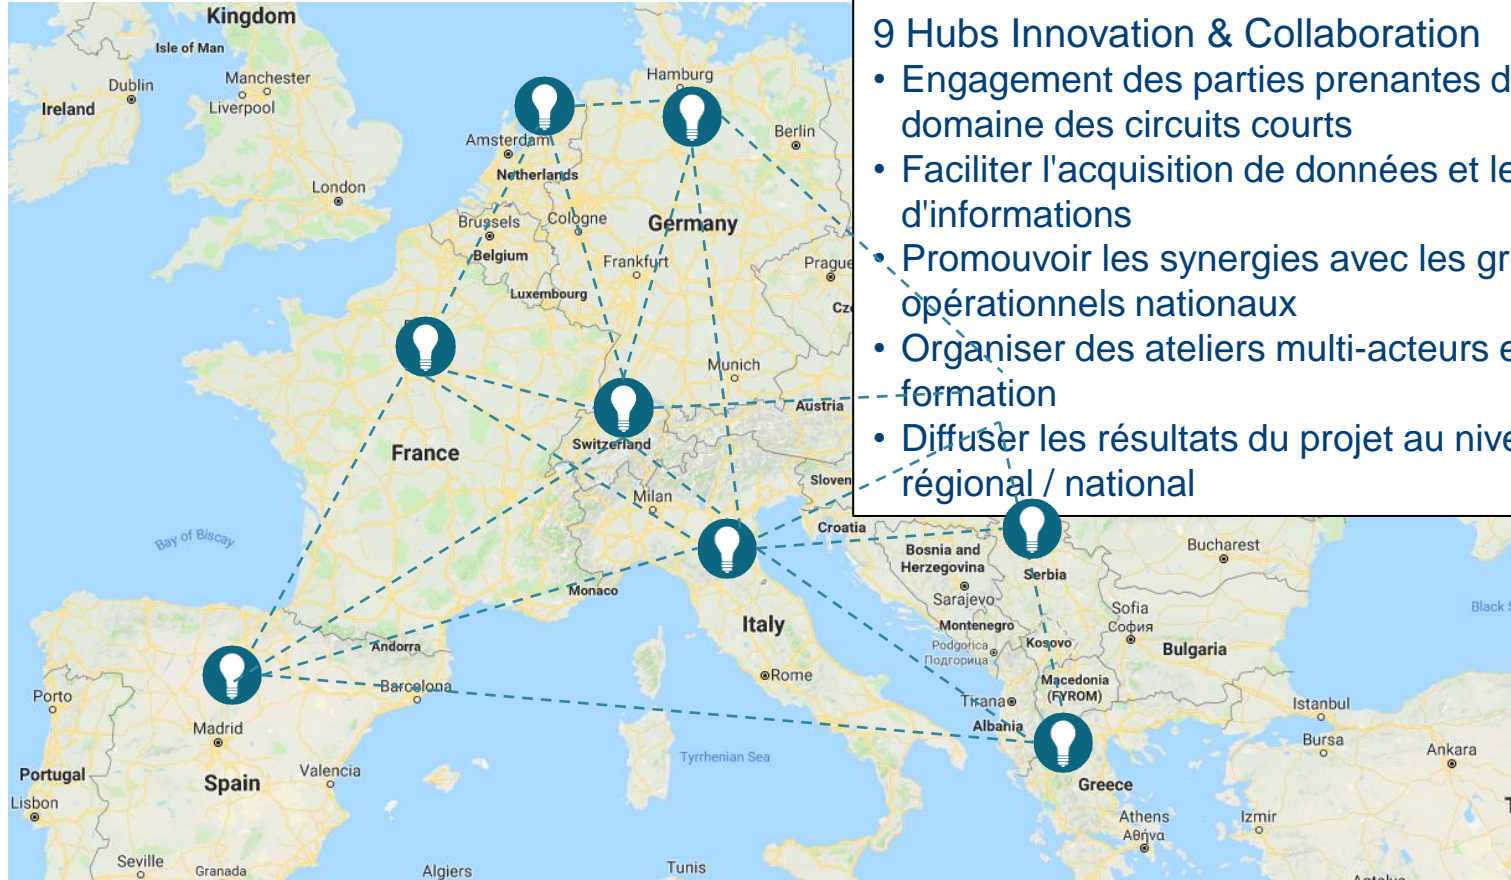 Kingdom
Isle of Man
Dublin
Manchester
Ireland
Liverpool
London
Hamburg
Amsterdam
Berlin
Netherlands
Brussels
Cologne
Germany
Belgium
Frankfurt
Prague
Luxembourg
Munich
Austria
France
Switzerland
Milan
Croatia
Bay of Biscay
Monaco
Italy
Andorra
Rome
Porto
Barcelona
Madrid
Tyrrhenian Sea
Portugal
Spain
Valencia
Lisbon
Seville
Granada
Algiers
Tunis
9 Hubs Innovation & Collaboration
• Engagement des parties prenantes d
domaine des circuits courts
• Faciliter l'acquisition de données et le
d'informations
• Promouvoir les synergies avec les gr
opérationnels nationaux
• Organiser des ateliers multi-acteurs e
formation
• Diffuser les résultats du projet au nive
régional / national
Bosnia and
Herzegovina
Serbia
Bucharest
Sarajevo
Montenegro
Sofia
София
Black
Podgorica
Подгорица
Kosovo
Bulgaria
Macedonia
(FYROM)
Tirana
Albania
Istanbul
Bursa
Ankara
Greece
Athens
Αθήνα
Izmir